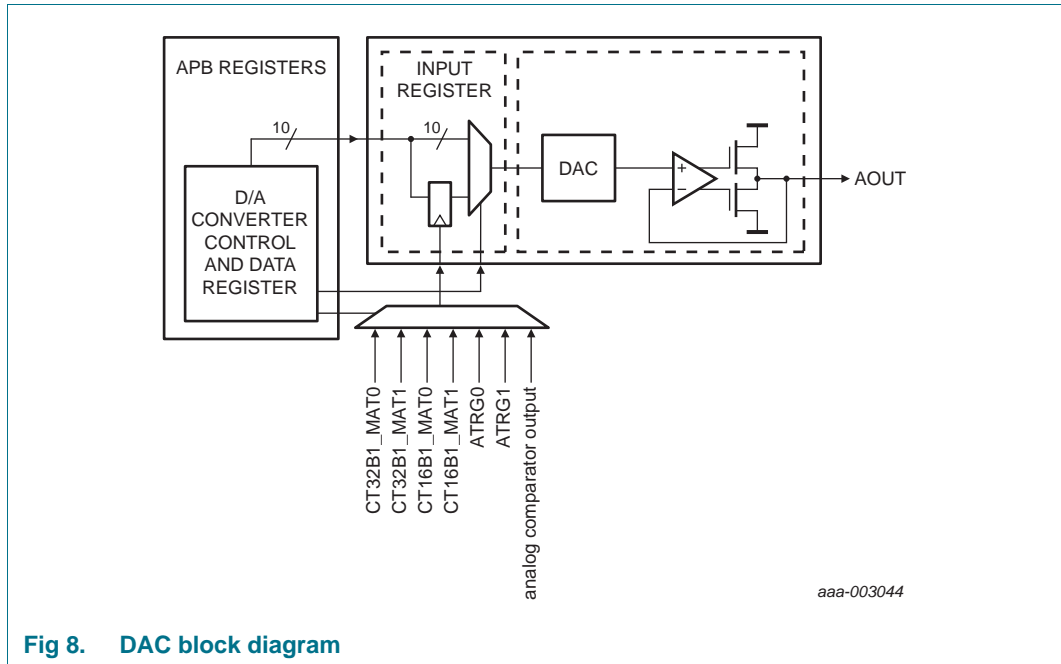 APB REGISTERS
INPUT
REGISTER
10
10
DAC
+
−
AOUT
D/A
CONVERTER
CONTROL
AND DATA
REGISTER
CT32B1_MAT0
CT32B1_MAT1
CT16B1_MAT0
CT16B1_MAT1
ATRG0
ATRG1
analog comparator output
aaa-003044
Fig 8. DAC block diagram